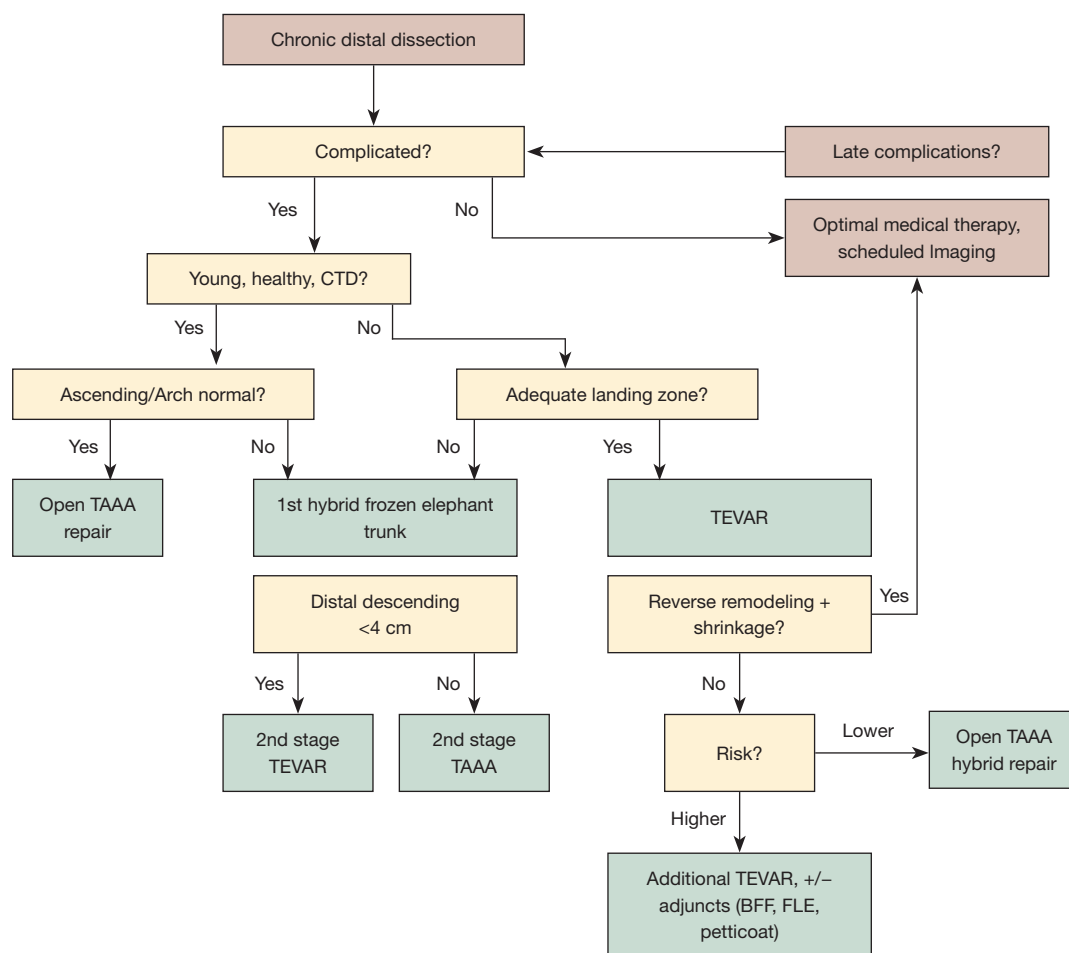 Chronic distal dissection
Complicated?
Late complications?
Yes
No
Optimal medical therapy,
scheduled Imaging
Young, healthy, CTD?
Yes
No
Ascending/Arch normal?
Adequate landing zone?
Yes
No
No
Yes
Open TAAA
repair
1st hybrid frozen elephant
trunk
TEVAR
Distal descending
<4 cm
Reverse remodeling +
shrinkage?
Yes
Yes
No
No
2nd stage
TEVAR
2nd stage
TAAA
Risk?
Lower
Open TAAA
hybrid repair
Higher
Additional TEVAR, +/–
adjuncts (BFF, FLE,
petticoat)